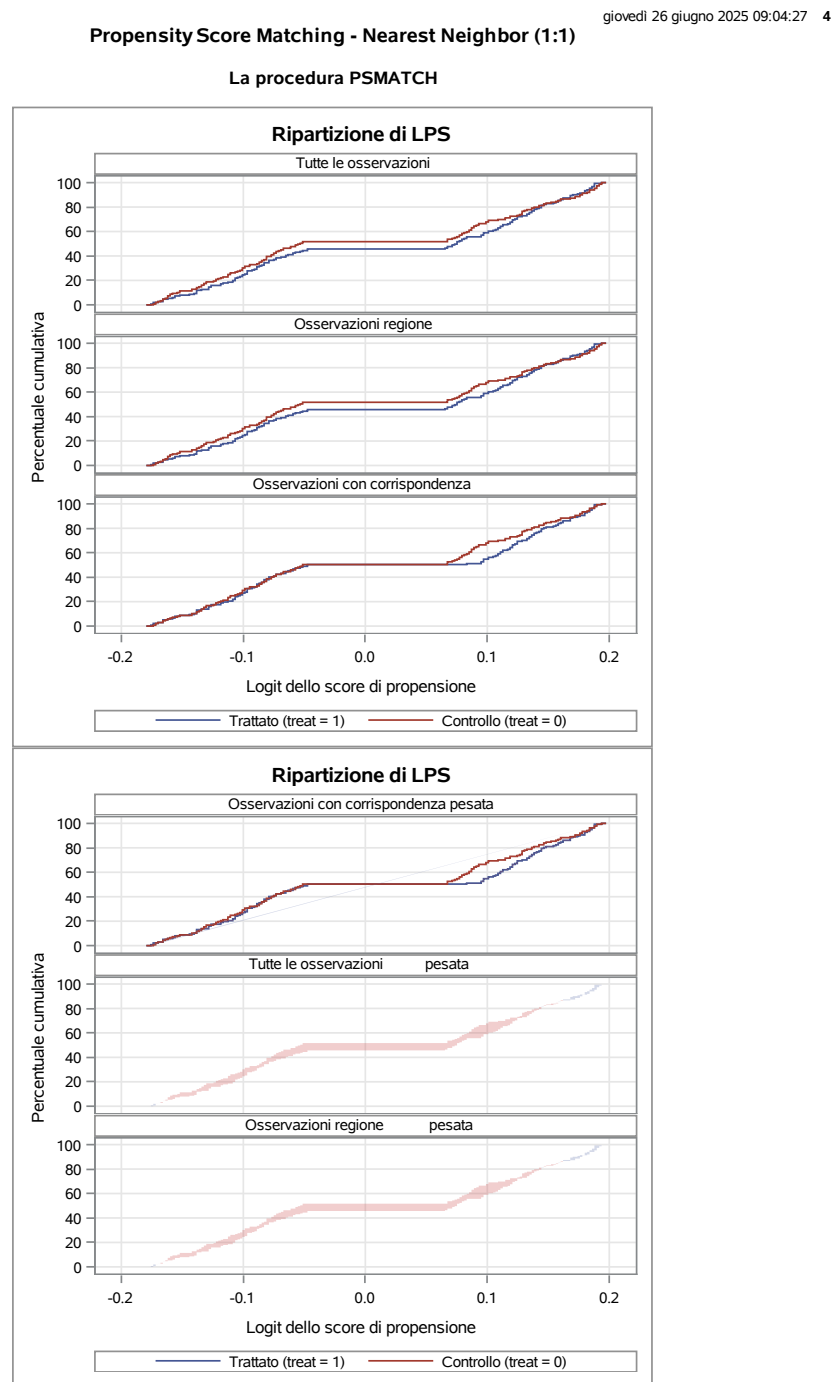 giovedì 26 giugno 2025 09:04:27 4
Propensity Score Matching - Nearest Neighbor (1:1)
La procedura PSMATCH
Ripartizione di LPS
Tutte le osservazioni
100
80
60
40
20
0
Osservazioni regione
100
80
60
40
20
0
Osservazioni con corrispondenza
100
80
60
40
20
0
Percentuale cumulativa
-0.2 -0.1 0.0 0.1 0.2
Logit dello score di propensione
Trattato (treat = 1) Controllo (treat = 0)
Ripartizione di LPS
Osservazioni con corrispondenza pesata
100
80
60
40
20
0
Tutte le osservazioni pesata
100
80
60
40
20
0
Osservazioni regione pesata
100
80
60
40
20
0
Percentuale cumulativa
-0.2 -0.1 0.0 0.1 0.2
Logit dello score di propensione
Trattato (treat = 1) Controllo (treat = 0)